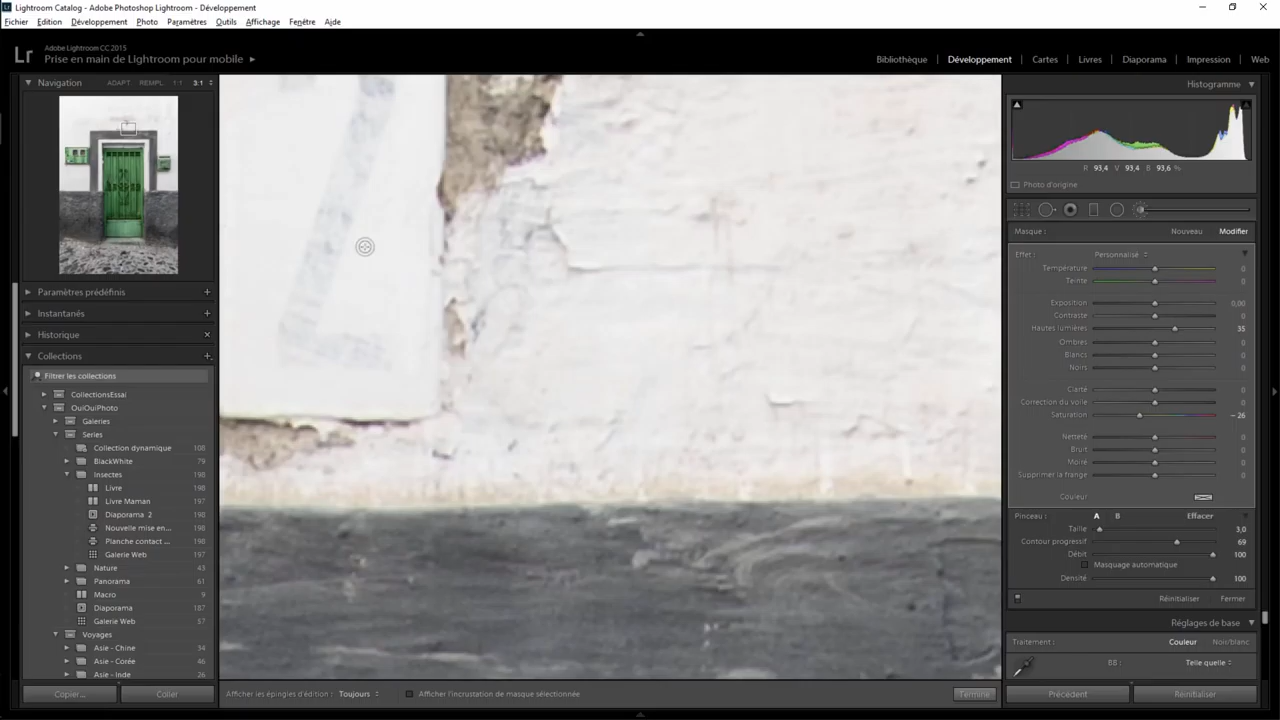 Lightroom Catalog - Adobe Photoshop Lightroom - Développement
Fichier Edition Développement Photo Paramètres Outils Affichage Fenêtre Aide
Lr
Adobe Lightroom CC 2015
Prise en main de Lightroom pour mobile
Bibliothèque Développement Cartes Livres Diaporama Impression Web
Navigation ADAPT. REMPL. 1:1 3:1
Paramètres prédéfinis +
Instantanés +
Historique ×
Collections +
Filtrer les collections
CollectionsEssai
OuiOuiPhoto
Galeries
Series
Collection dynamique 108
BlackWhite 79
Insectes 198
Livre 198
Livre Maman 197
Diaporama 2 198
Nouvelle mise en... 198
Planche contact ... 198
Galerie Web 197
Nature 43
Panorama 61
Macro 9
Diaporama 187
Galerie Web 57
Voyages
Asie - Chine 34
Asie - Corée 46
Asie - Inde 26
Copier... Coller
Afficher les épingles d'édition : Toujours Afficher l'incrustation de masque sélectionnée Terminé
Histogramme
R 93,4 V 93,4 B 93,6 %
Photo d'origine
Masque : Nouveau Modifier
Effet : Personnalisé
Température 0
Teinte 0
Exposition 0,00
Contraste 0
Hautes lumières 35
Ombres 0
Blancs 0
Noirs 0
Clarté 0
Correction du voile 0
Saturation - 26
Netteté 0
Bruit 0
Moiré 0
Supprimer la frange 0
Couleur
Pinceau : A B Effacer
Taille 3,0
Contour progressif 69
Débit 100
Masquage automatique
Densité 100
Réinitialiser Fermer
Réglages de base
Traitement : Couleur Noir/blanc
BB : Telle quelle
Précédent Réinitialiser